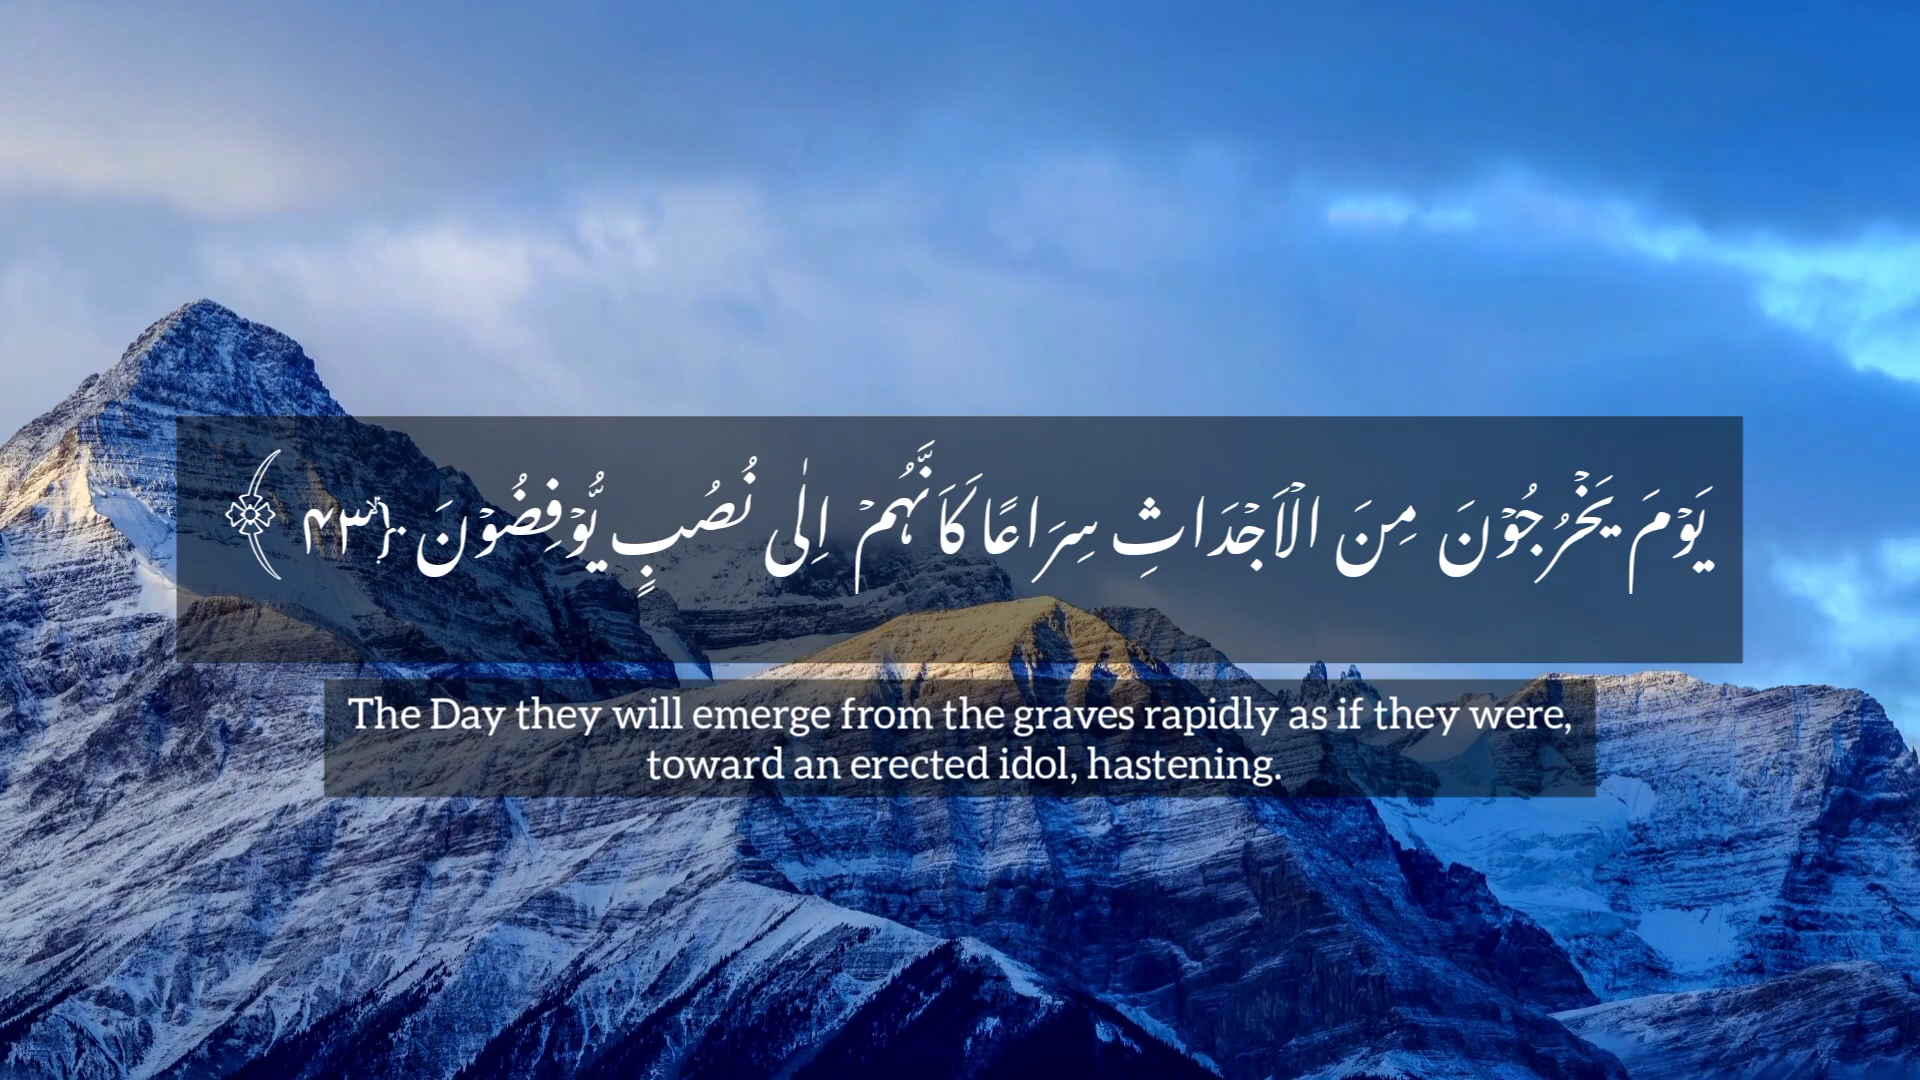 يَوۡمَ يَخۡرُجُوۡنَ مِنَ الۡاَجۡدَاثِ سِرَاعًا كَاَنَّهُمۡ اِلٰى نُصُبٍ يُّوۡفِضُوۡنَۙ ﴿۴۳﴾
The Day they will emerge from the graves rapidly as if they were,
toward an erected idol, hastening.